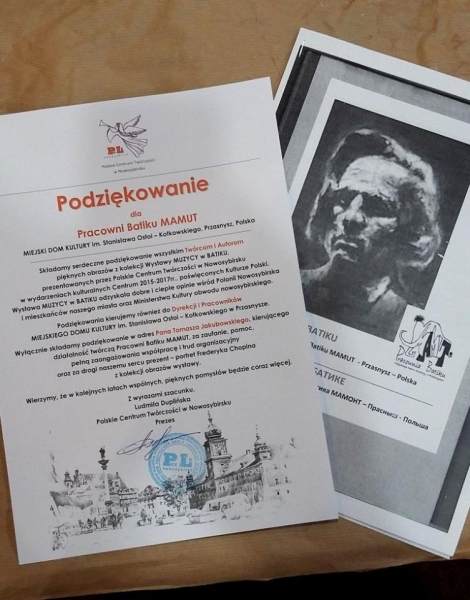 P&L
Polskie Centrum Twórczości
w Nowosybirsku
Podziękowanie
dla
Pracowni Batiku MAMUT
MIEJSKI DOM KULTURY im. Stanisława Ostoi – Kotkowskiego, Przasnysz, Polska
Składamy serdeczne podziękowanie wszystkim Twórcom i Autorom
pięknych obrazów z kolekcji Wystawy MUZYCY w BATIKU,
prezentowanych przez Polskie Centrum Twórczości w Nowosybirsku
w wydarzeniach kulturalnych Centrum 2015-2017r., poświęconych Kulturze Polski.
Wystawa MUZYCY w BATIKU odzyskała dobre i ciepłe opinie wśród Polonii Nowosybirska
i mieszkańców naszego miasta oraz Ministerstwa Kultury obwodu nowosybirskiego.
Podziękowania kierujemy również do Dyrekcji i Pracowników
MIEJSKIEGO DOMU KULTURY im. Stanisława Ostoi – Kotkowskiego w Przasnysze.
Wyłącznie składamy podziękowanie w adres Pana Tomasza Jakubowskiego, kierującego
działalność twórczą Pracowni Batiku MAMUT, za zasłanie, pomoc,
pełną zaangażowania współpracę i trud organizacyjny
oraz za drogi naszemu sercu prezent – portret Fryderyka Chopina
z kolekcji obrazów wystawy.
Wierzymy, że w kolejnych latach wspólnych, pięknych pomysłów będzie coraz więcej.
Z wyrazami szacunku,
Ludmiła Duplińska
Polskie Centrum Twórczości w Nowosybirsku
Prezes
P&L
BATIKU
Batiku MAMUT - Przasnysz – Polska
Pracownia Batiku
БАТИКЕ
тика МАМОНТ – Прасныш - Польша